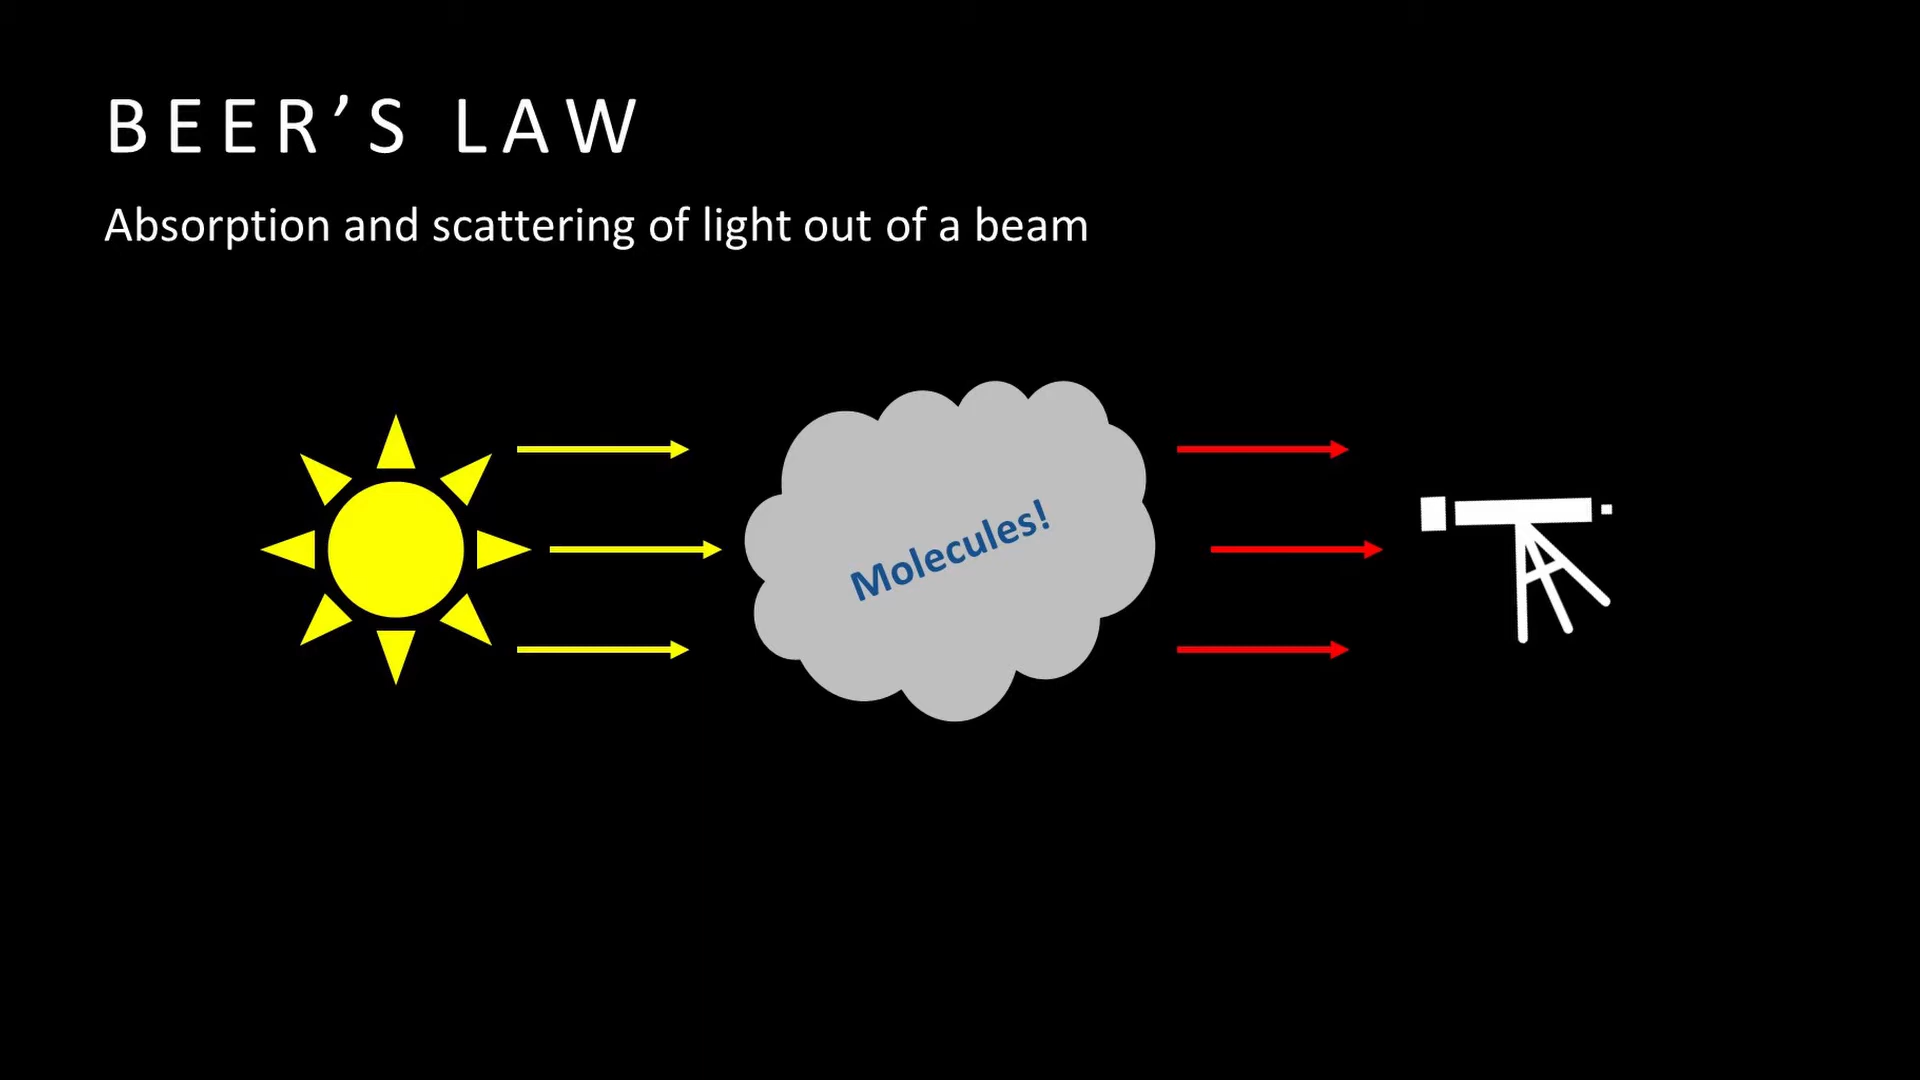 BEER’S LAW
Absorption and scattering of light out of a beam
Molecules!